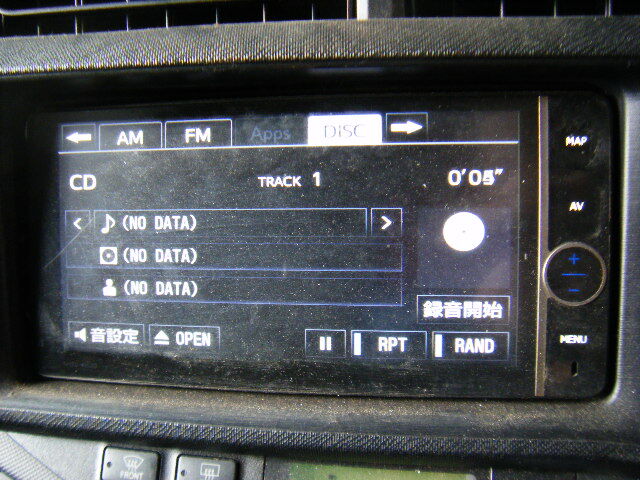 AM FM Apps DISC
MAP
CD TRACK 1 0'05"
AV
(NO DATA)
(NO DATA)
(NO DATA)
+
−
録音開始
音設定 OPEN RPT RAND
MENU
FRONT